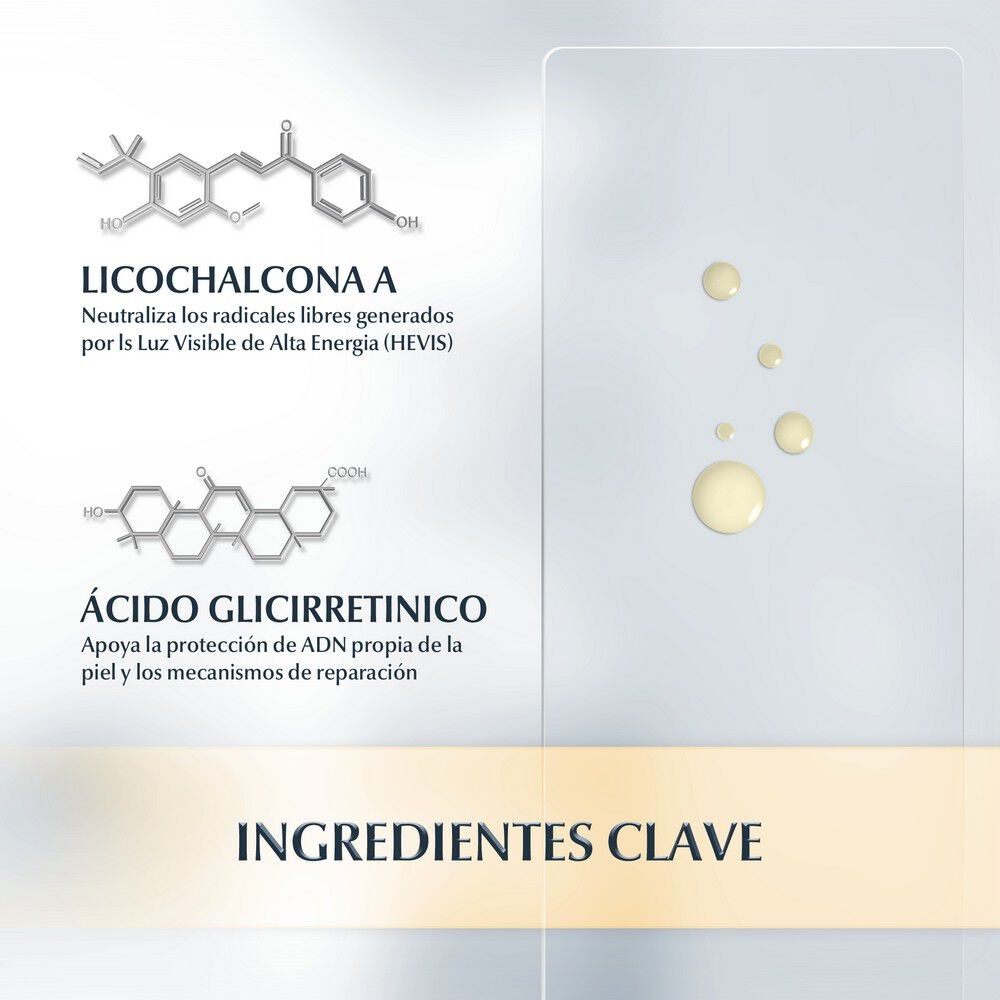 O
HO
O
OH
LICOCHALCONA A
Neutraliza los radicales libres generados
por ls Luz Visible de Alta Energia (HEVIS)
O
COOH
HO
ÁCIDO GLICIRRETINICO
Apoya la protección de ADN propia de la
piel y los mecanismos de reparación
INGREDIENTES CLAVE